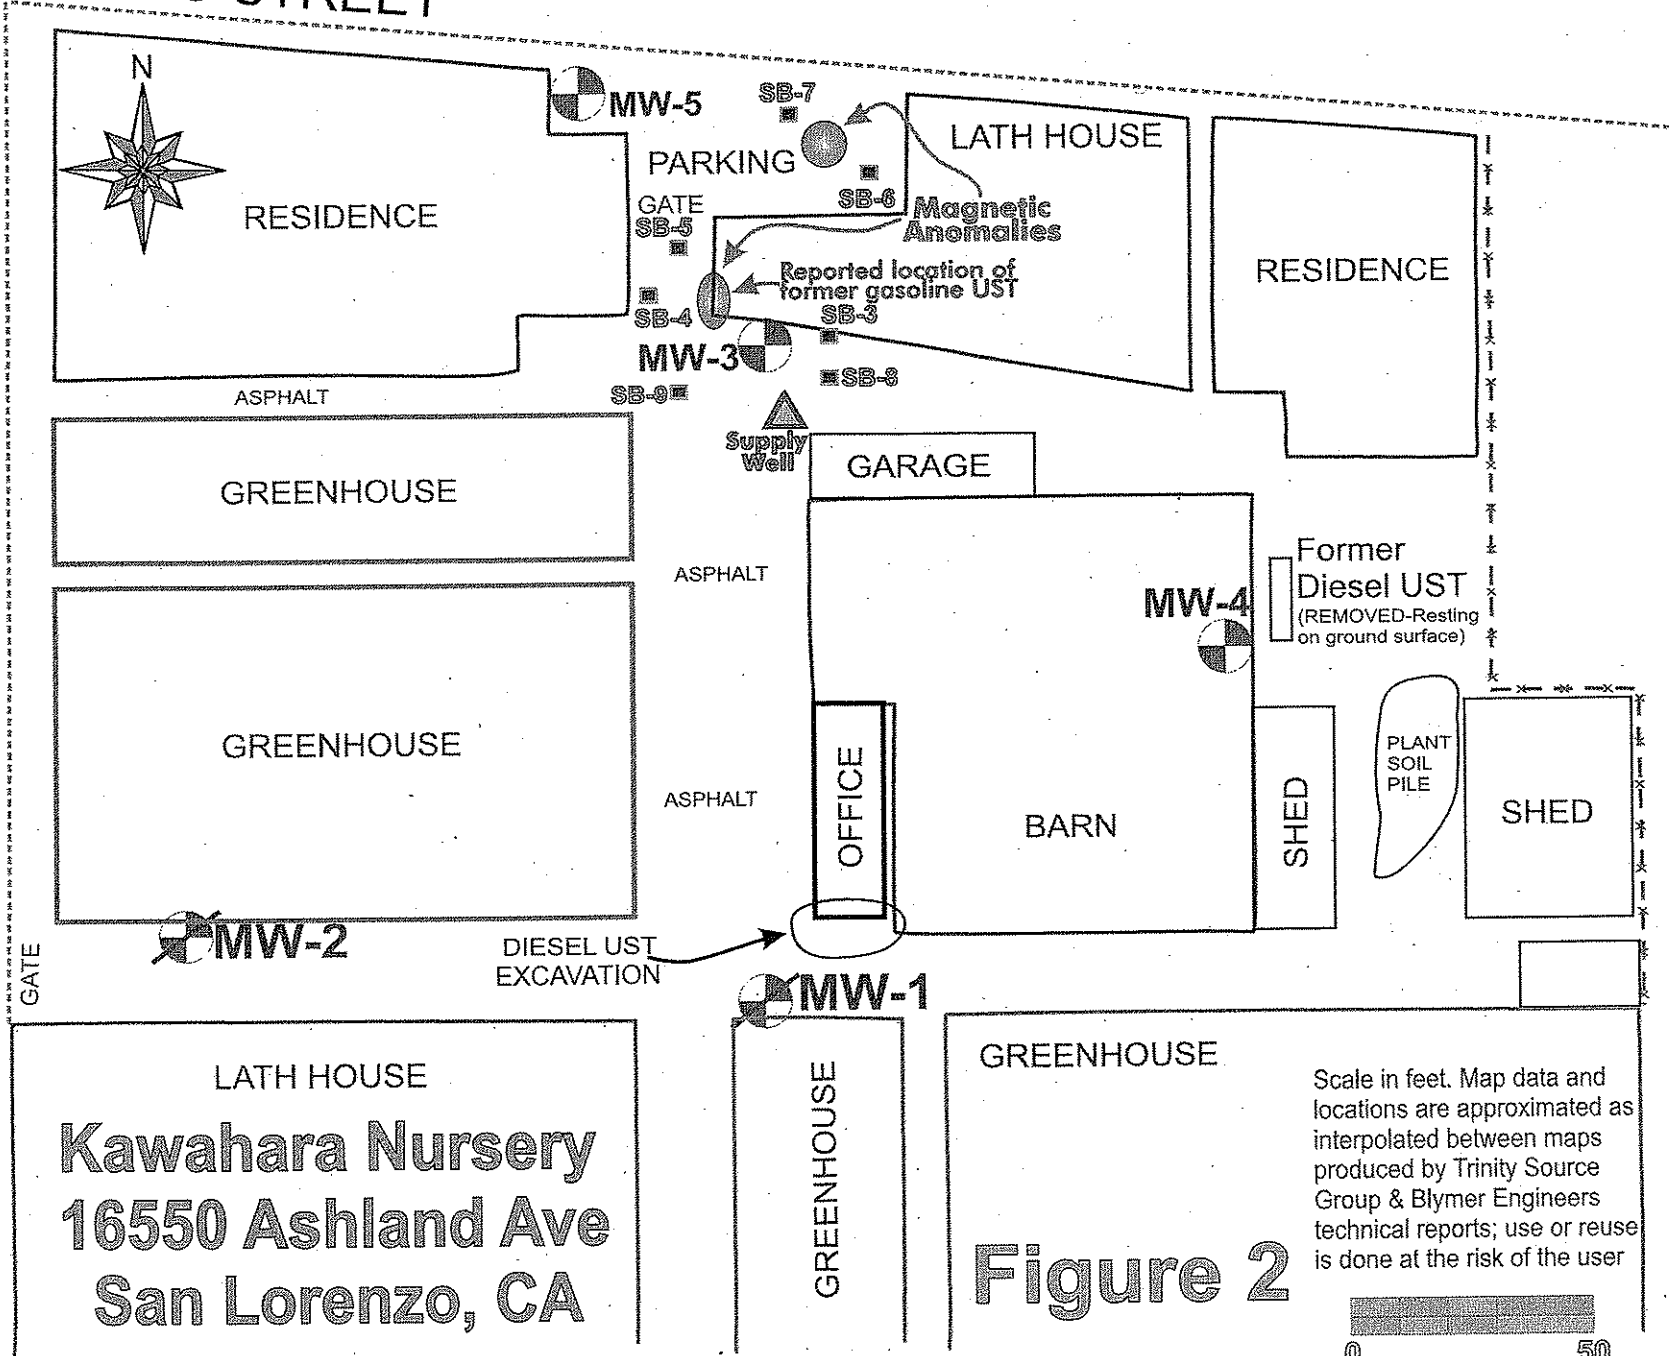 STREET
N
MW-5
SB-7
LATH HOUSE
PARKING
RESIDENCE
GATE
SB-6
SB-5
Magnetic
Anomalies
RESIDENCE
Reported location of
former gasoline UST
SB-4
SB-3
MW-3
SB-8
SB-9
ASPHALT
Supply
Well
GARAGE
GREENHOUSE
ASPHALT
Former
Diesel UST
(REMOVED-Resting
on ground surface)
MW-4
GREENHOUSE
ASPHALT
OFFICE
BARN
SHED
PLANT
SOIL
PILE
SHED
MW-2
GATE
DIESEL UST
EXCAVATION
MW-1
LATH HOUSE
GREENHOUSE
GREENHOUSE
Kawahara Nursery
16550 Ashland Ave
San Lorenzo, CA
Scale in feet. Map data and
locations are approximated as
interpolated between maps
produced by Trinity Source
Group & Blymer Engineers
technical reports; use or reuse
is done at the risk of the user
Figure 2
0 50